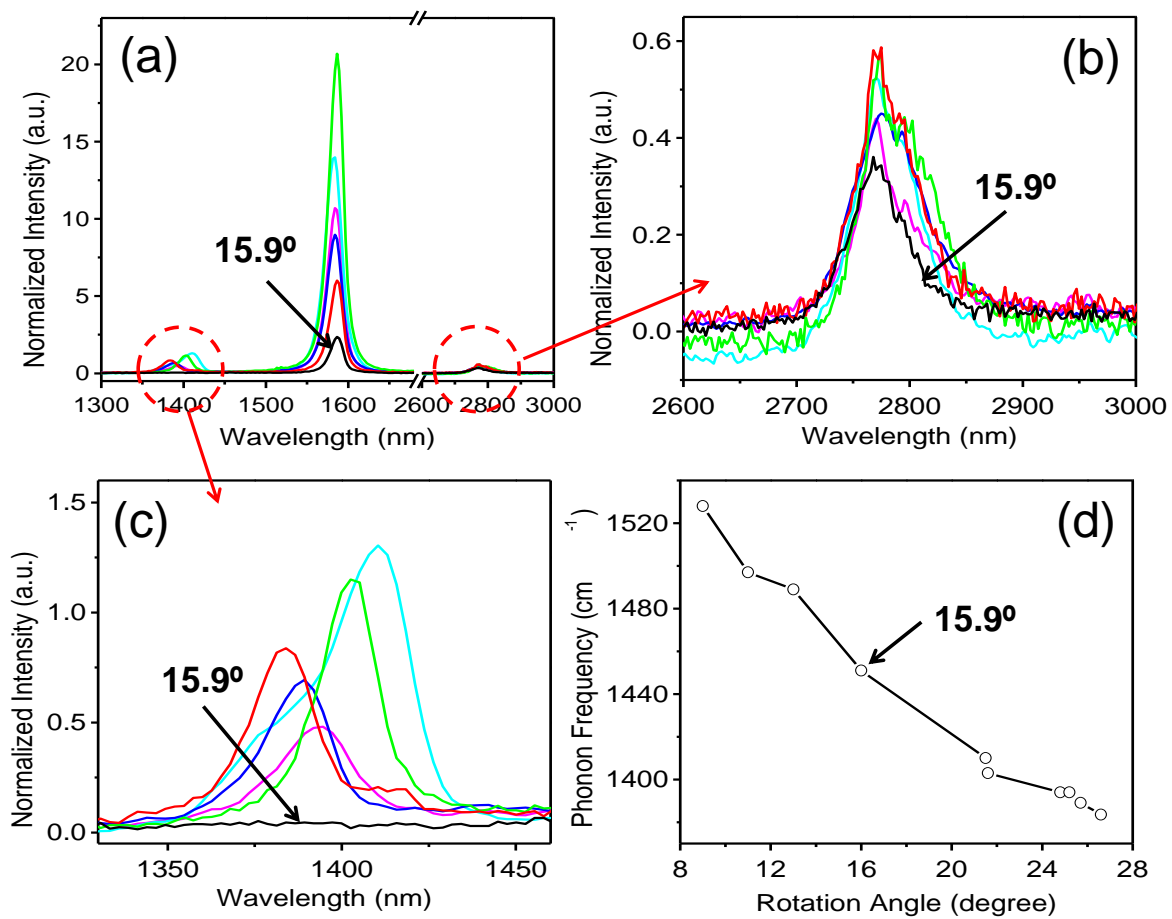 (a)
Normalized Intensity (a.u.)
20
15
10
5
0
15.9º
1300 1400 1500 1600 2600 2800 3000
Wavelength (nm)
(b)
Normalized Intensity (a.u.)
0.6
0.4
0.2
0.0
15.9º
2600 2700 2800 2900 3000
Wavelength (nm)
(c)
Normalized Intensity (a.u.)
1.5
1.0
0.5
0.0
15.9º
1350 1400 1450
Wavelength (nm)
(d)
Phonon Frequency (cm-1)
1520
1480
1440
1400
15.9º
8 12 16 20 24 28
Rotation Angle (degree)